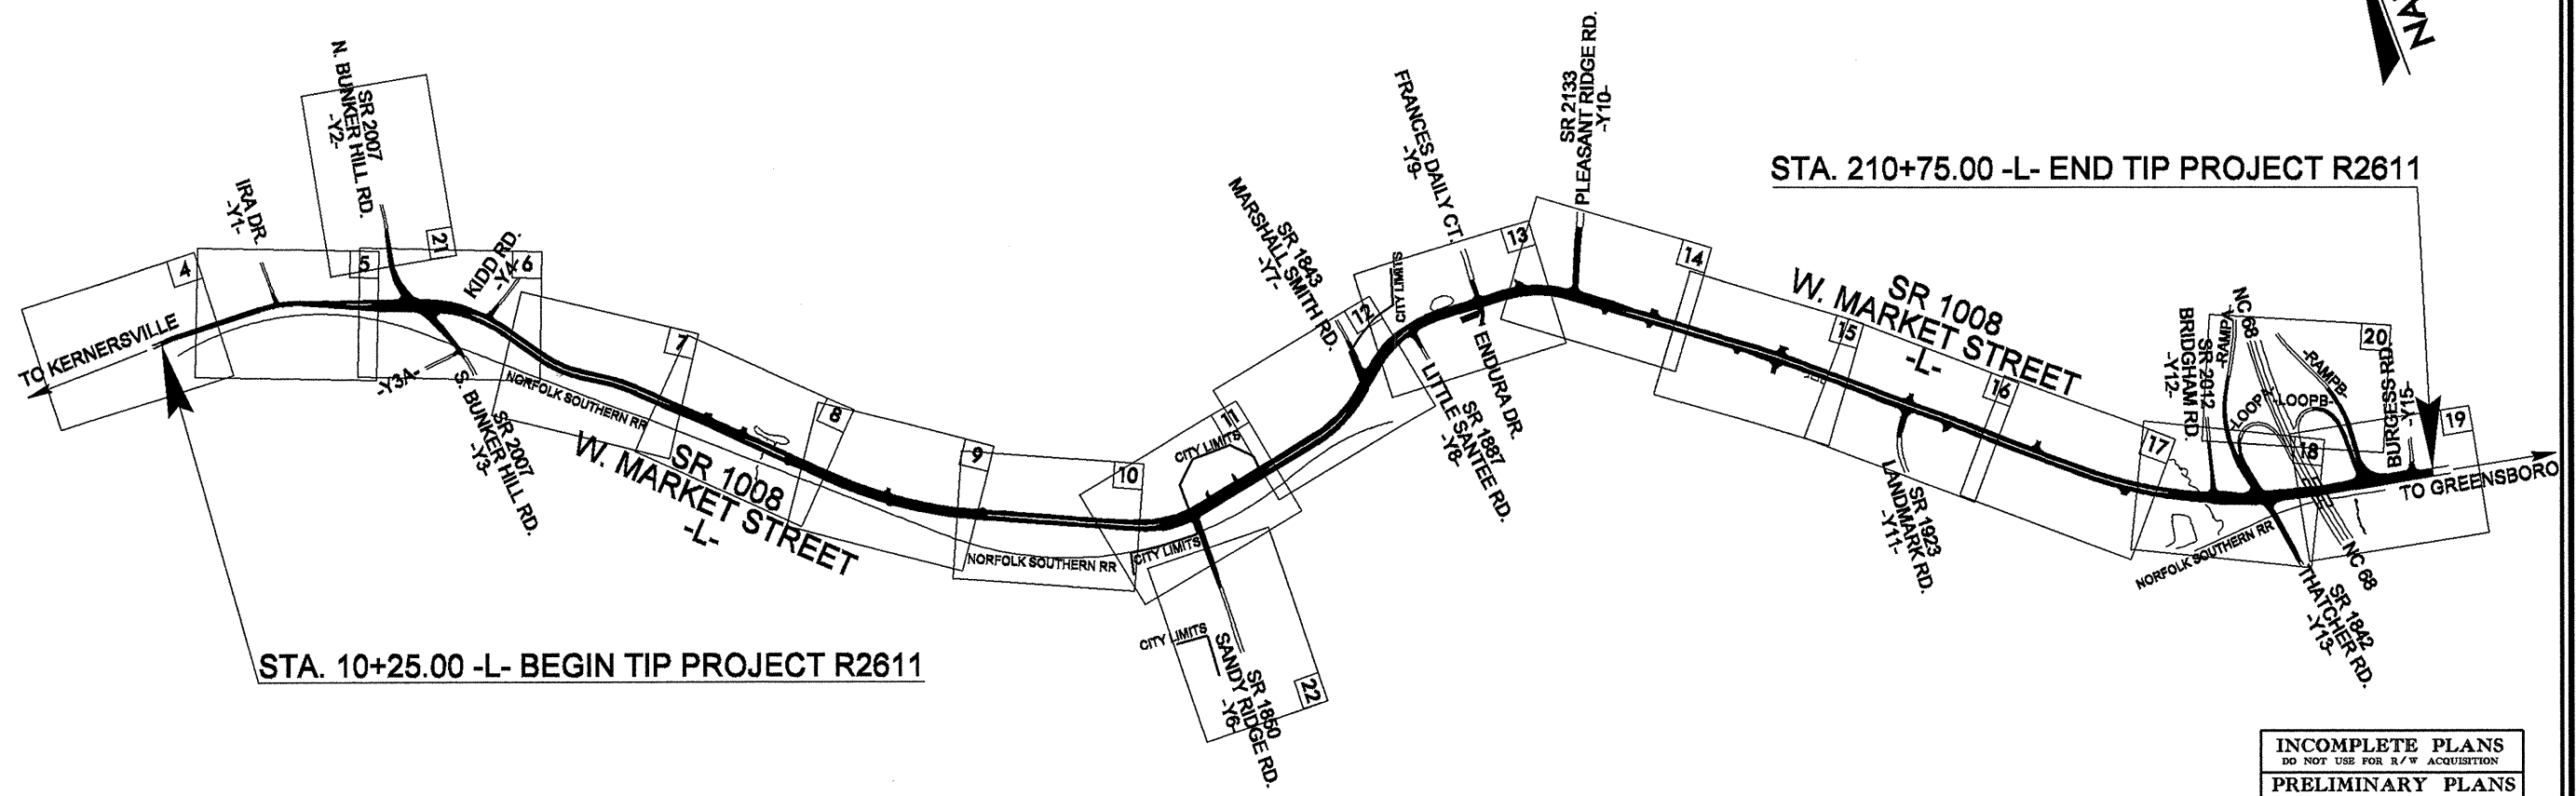 N. BUNKER HILL RD.
SR 2007
-Y2-
IRA DR.
-Y1-
21
4
5
6
KIDD RD.
-Y4-
TO KERNERSVILLE
-Y3A-
S. BUNKER HILL RD.
SR 2007
-Y3-
NORFOLK SOUTHERN RR
7
8
9
10
SR 1008
W. MARKET STREET
-L-
NORFOLK SOUTHERN RR
CITY LIMITS
CITY LIMITS
11
CITY LIMITS
SR 1850
SANDY RIDGE RD.
-Y6-
22
STA. 10+25.00 -L- BEGIN TIP PROJECT R2611
SR 1843
MARSHALL SMITH RD.
-Y7-
12
CITY LIMITS
FRANCES DAILY CT.
-Y9-
13
ENDURA DR.
SR 1887
LITTLE SANTEE RD.
-Y8-
SR 2133
PLEASANT RIDGE RD.
-Y10-
14
15
16
17
SR 1008
W. MARKET STREET
-L-
SR 1923
LANDMARK RD.
-Y11-
STA. 210+75.00 -L- END TIP PROJECT R2611
SR 2012
BRIDGHAM RD.
-Y12-
-RAMPA-
NC 68
-RAMPB-
-LOOPA-
-LOOPB-
20
BURGESS RD.
-Y15-
18
19
TO GREENSBORO
NORFOLK SOUTHERN RR
NC 68
SR 1842
THATCHER RD.
-Y13-
INCOMPLETE PLANS
DO NOT USE FOR R/W ACQUISITION
PRELIMINARY PLANS